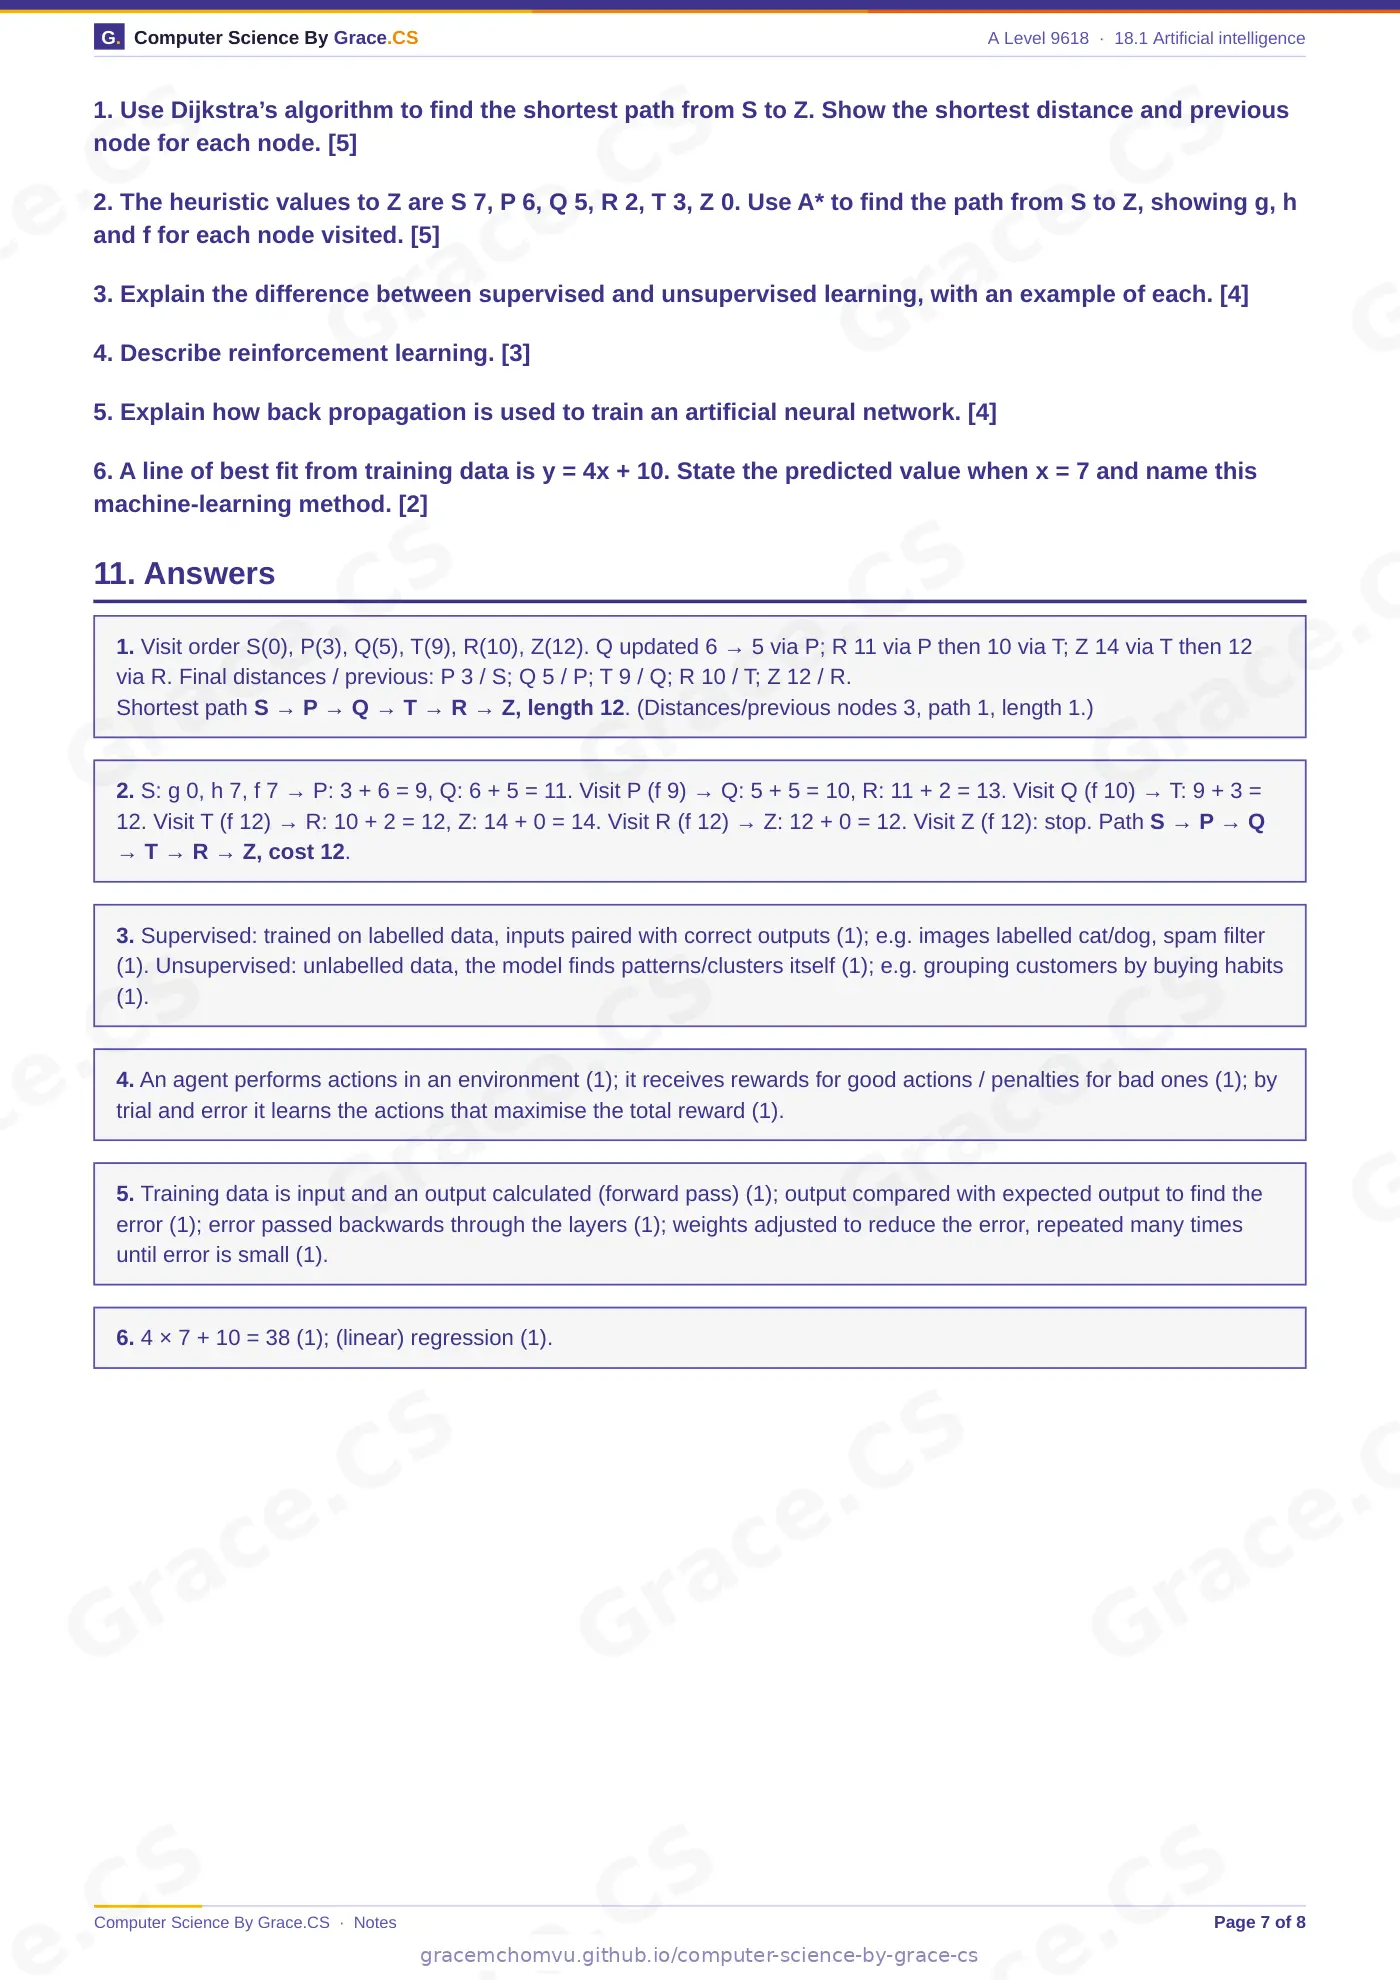 G. Computer Science By Grace.CS
A Level 9618 · 18.1 Artificial intelligence
1. Use Dijkstra’s algorithm to find the shortest path from S to Z. Show the shortest distance and previous
node for each node. [5]
2. The heuristic values to Z are S 7, P 6, Q 5, R 2, T 3, Z 0. Use A* to find the path from S to Z, showing g, h
and f for each node visited. [5]
3. Explain the difference between supervised and unsupervised learning, with an example of each. [4]
4. Describe reinforcement learning. [3]
5. Explain how back propagation is used to train an artificial neural network. [4]
6. A line of best fit from training data is y = 4x + 10. State the predicted value when x = 7 and name this
machine-learning method. [2]
11. Answers
1. Visit order S(0), P(3), Q(5), T(9), R(10), Z(12). Q updated 6 → 5 via P; R 11 via P then 10 via T; Z 14 via T then 12
via R. Final distances / previous: P 3 / S; Q 5 / P; T 9 / Q; R 10 / T; Z 12 / R.
Shortest path S → P → Q → T → R → Z, length 12. (Distances/previous nodes 3, path 1, length 1.)
2. S: g 0, h 7, f 7 → P: 3 + 6 = 9, Q: 6 + 5 = 11. Visit P (f 9) → Q: 5 + 5 = 10, R: 11 + 2 = 13. Visit Q (f 10) → T: 9 + 3 =
12. Visit T (f 12) → R: 10 + 2 = 12, Z: 14 + 0 = 14. Visit R (f 12) → Z: 12 + 0 = 12. Visit Z (f 12): stop. Path S → P → Q
→ T → R → Z, cost 12.
3. Supervised: trained on labelled data, inputs paired with correct outputs (1); e.g. images labelled cat/dog, spam filter
(1). Unsupervised: unlabelled data, the model finds patterns/clusters itself (1); e.g. grouping customers by buying habits
(1).
4. An agent performs actions in an environment (1); it receives rewards for good actions / penalties for bad ones (1); by
trial and error it learns the actions that maximise the total reward (1).
5. Training data is input and an output calculated (forward pass) (1); output compared with expected output to find the
error (1); error passed backwards through the layers (1); weights adjusted to reduce the error, repeated many times
until error is small (1).
6. 4 × 7 + 10 = 38 (1); (linear) regression (1).
Computer Science By Grace.CS · Notes
Page 7 of 8
gracemchomvu.github.io/computer-science-by-grace-cs